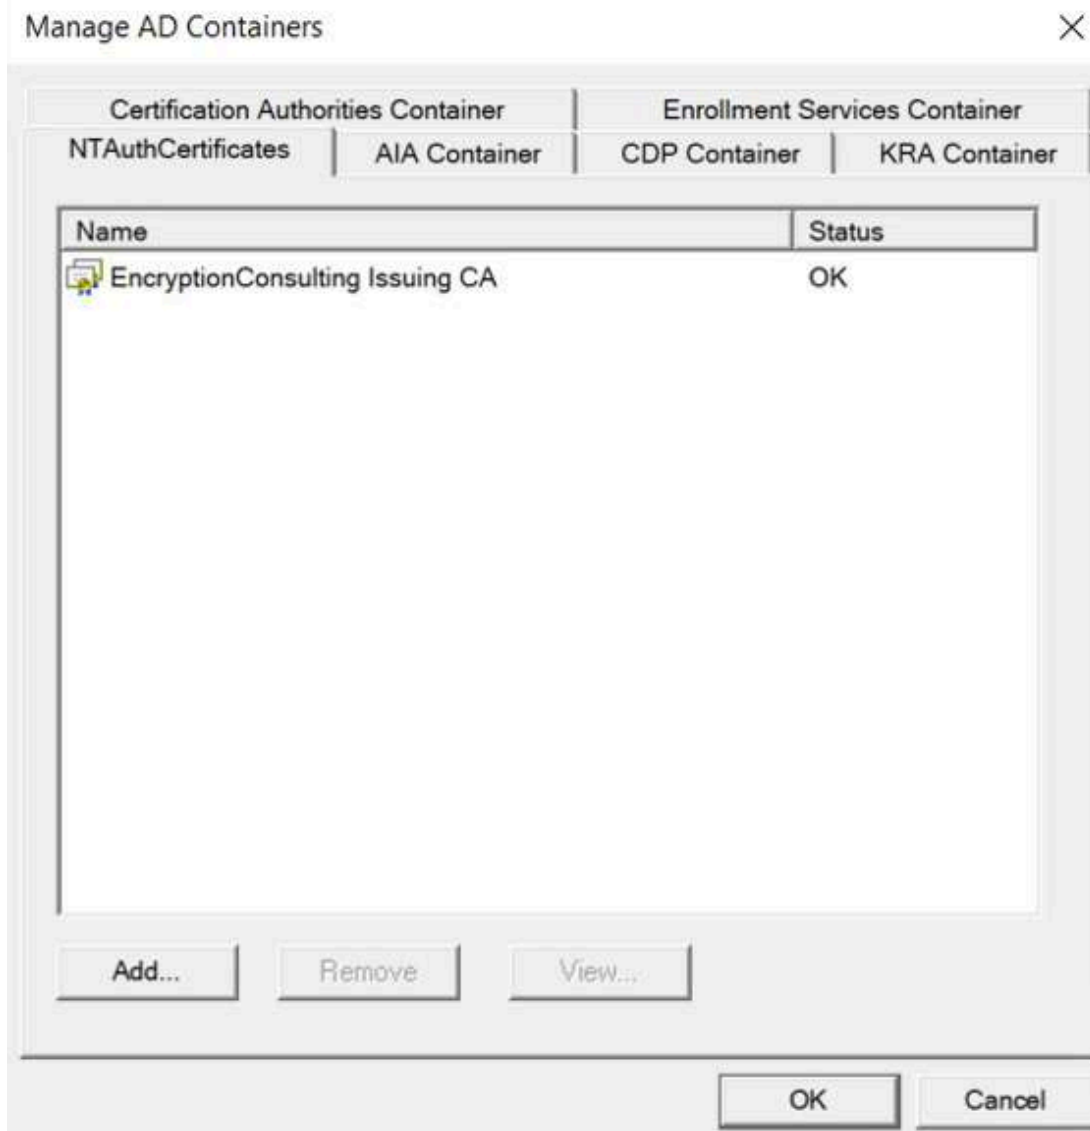 Manage AD Containers
Certification Authorities Container
Enrollment Services Container
NTAuthCertificates
AIA Container
CDP Container
KRA Container
Name
Status
EncryptionConsulting Issuing CA
OK
Add...
Remove
View...
OK
Cancel